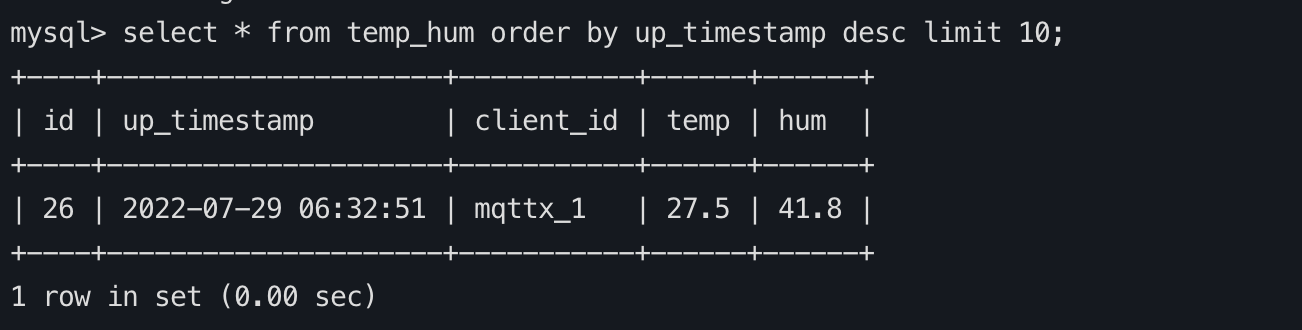 mysql> select * from temp_hum order by up_timestamp desc limit 10;
+----+---------------------+-----------+------+------+
| id | up_timestamp        | client_id | temp | hum  |
+----+---------------------+-----------+------+------+
| 26 | 2022-07-29 06:32:51 | mqttx_1   | 27.5 | 41.8 |
+----+---------------------+-----------+------+------+
1 row in set (0.00 sec)